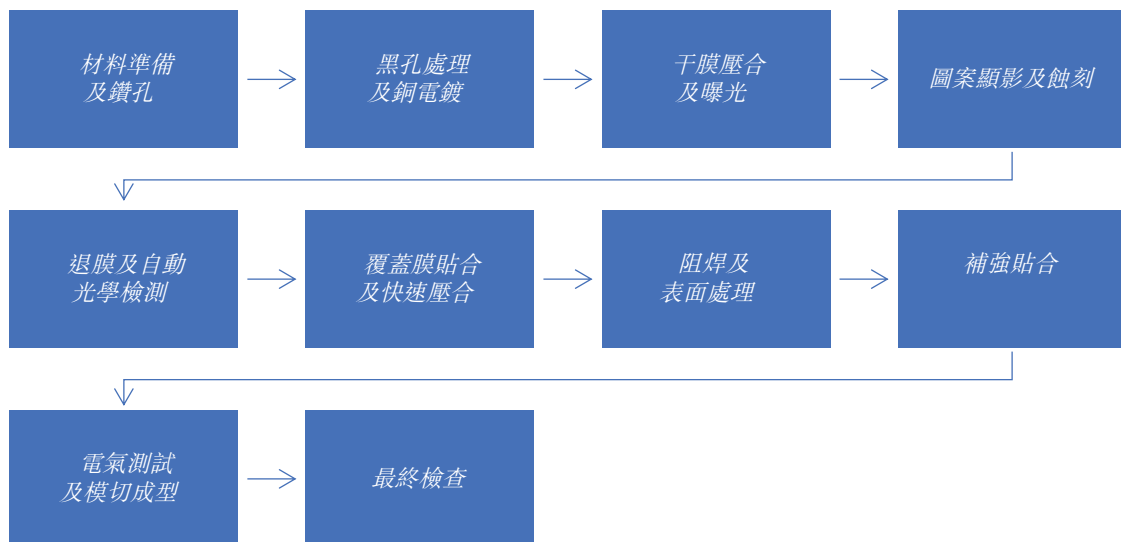 材料準備
及鑽孔
黑孔處理
及銅電鍍
干膜壓合
及曝光
圖案顯影及蝕刻
退膜及自動
光學檢測
覆蓋膜貼合
及快速壓合
阻焊及
表面處理
補強貼合
電氣測試
及模切成型
最終檢查